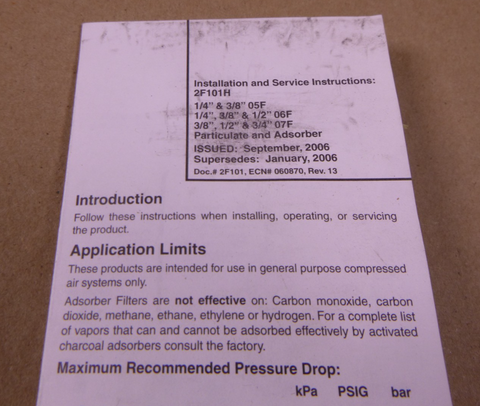 Installation and Service Instructions:
2F101H
1/4" & 3/8" 05F
1/4", 3/8" & 1/2" 06F
3/8", 1/2" & 3/4" 07F
Particulate and Adsorber
ISSUED: September, 2006
Supersedes: January, 2006
Doc.# 2F101, ECN# 060870, Rev. 13
Introduction
Follow these instructions when installing, operating, or servicing
the product.
Application Limits
These products are intended for use in general purpose compressed
air systems only.
Adsorber Filters are not effective on: Carbon monoxide, carbon
dioxide, methane, ethane, ethylene or hydrogen. For a complete list
of vapors that can and cannot be adsorbed effectively by activated
charcoal adsorbers consult the factory.
Maximum Recommended Pressure Drop:
kPa PSIG bar